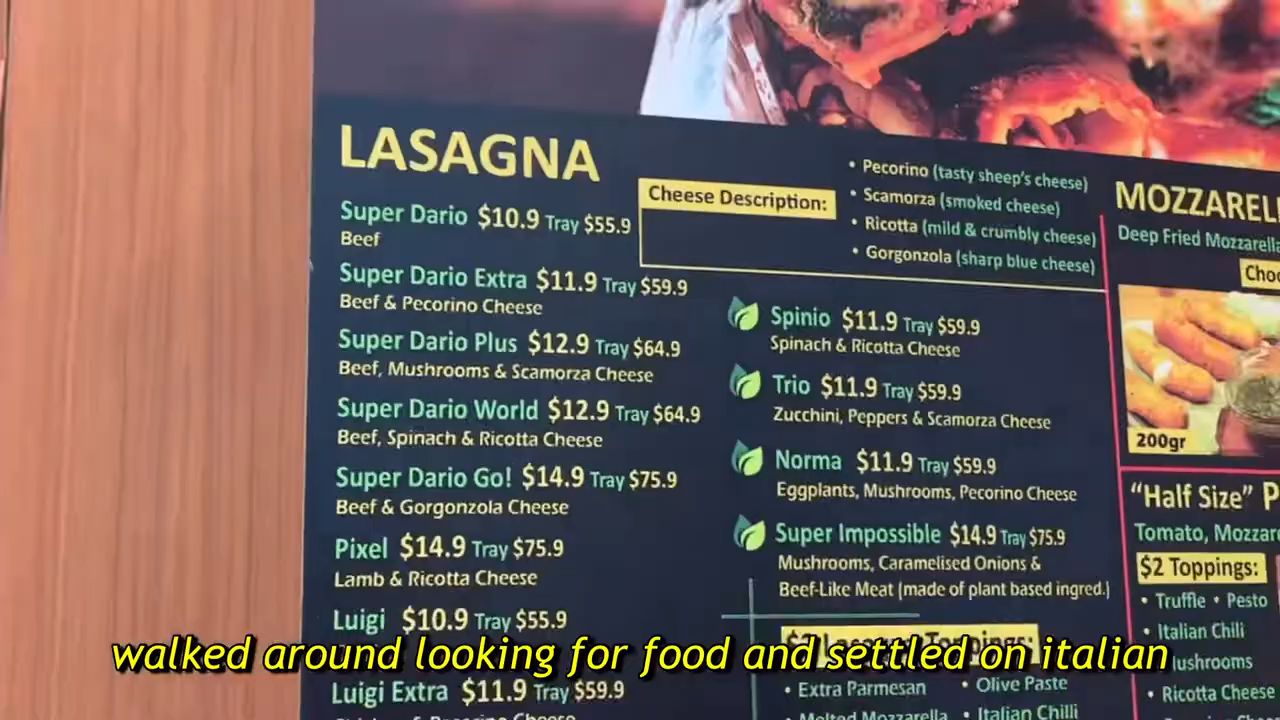 LASAGNA
Super Dario $10.9 Tray $55.9
Beef
Super Dario Extra $11.9 Tray $59.9
Beef & Pecorino Cheese
Super Dario Plus $12.9 Tray $64.9
Beef, Mushrooms & Scamorza Cheese
Super Dario World $12.9 Tray $64.9
Beef, Spinach & Ricotta Cheese
Super Dario Go! $14.9 Tray $75.9
Beef & Gorgonzola Cheese
Pixel $14.9 Tray $75.9
Lamb & Ricotta Cheese
Luigi $10.9 Tray $55.9
Luigi Extra $11.9 Tray $59.9
Cheese Description:
• Pecorino (tasty sheep's cheese)
• Scamorza (smoked cheese)
• Ricotta (mild & crumbly cheese)
• Gorgonzola (sharp blue cheese)
Spinio $11.9 Tray $59.9
Spinach & Ricotta Cheese
Trio $11.9 Tray $59.9
Zucchini, Peppers & Scamorza Cheese
Norma $11.9 Tray $59.9
Eggplants, Mushrooms, Pecorino Cheese
Super Impossible $14.9 Tray $75.9
Mushrooms, Caramelised Onions &
Beef-Like Meat (made of plant based ingred.)
Lasagna Toppings:
• Extra Parmesan
• Olive Paste
• Melted Mozzarella
• Italian Chilli
MOZZAREL
Deep Fried Mozzarella
Choo
200gr
"Half Size" P
Tomato, Mozzar
$2 Toppings:
• Truffle • Pesto
• Italian Chili
ushrooms
• Ricotta Cheese
walked around looking for food and settled on italian